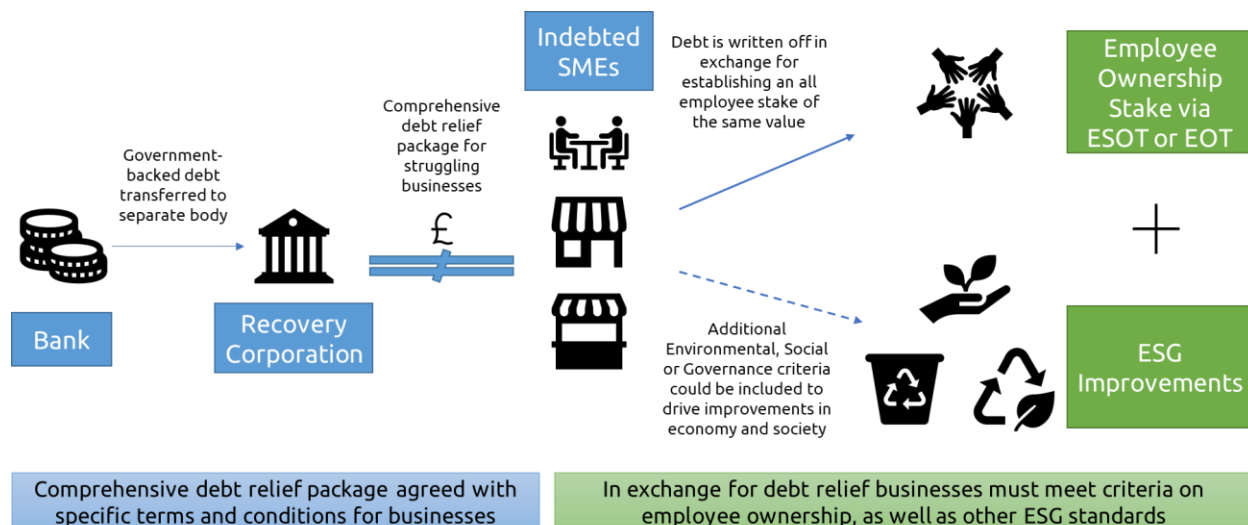 Government-
backed debt
transferred to
separate body
Bank
Recovery
Corporation
Comprehensive
debt relief
package for
struggling
businesses
£
Indebted
SMEs
Debt is written off in
exchange for
establishing an all
employee stake of
the same value
Employee
Ownership
Stake via
ESOT or EOT
+
Additional
Environmental, Social
or Governance criteria
could be included to
drive improvements in
economy and society
ESG
Improvements
Comprehensive debt relief package agreed with
specific terms and conditions for businesses
In exchange for debt relief businesses must meet criteria on
employee ownership, as well as other ESG standards